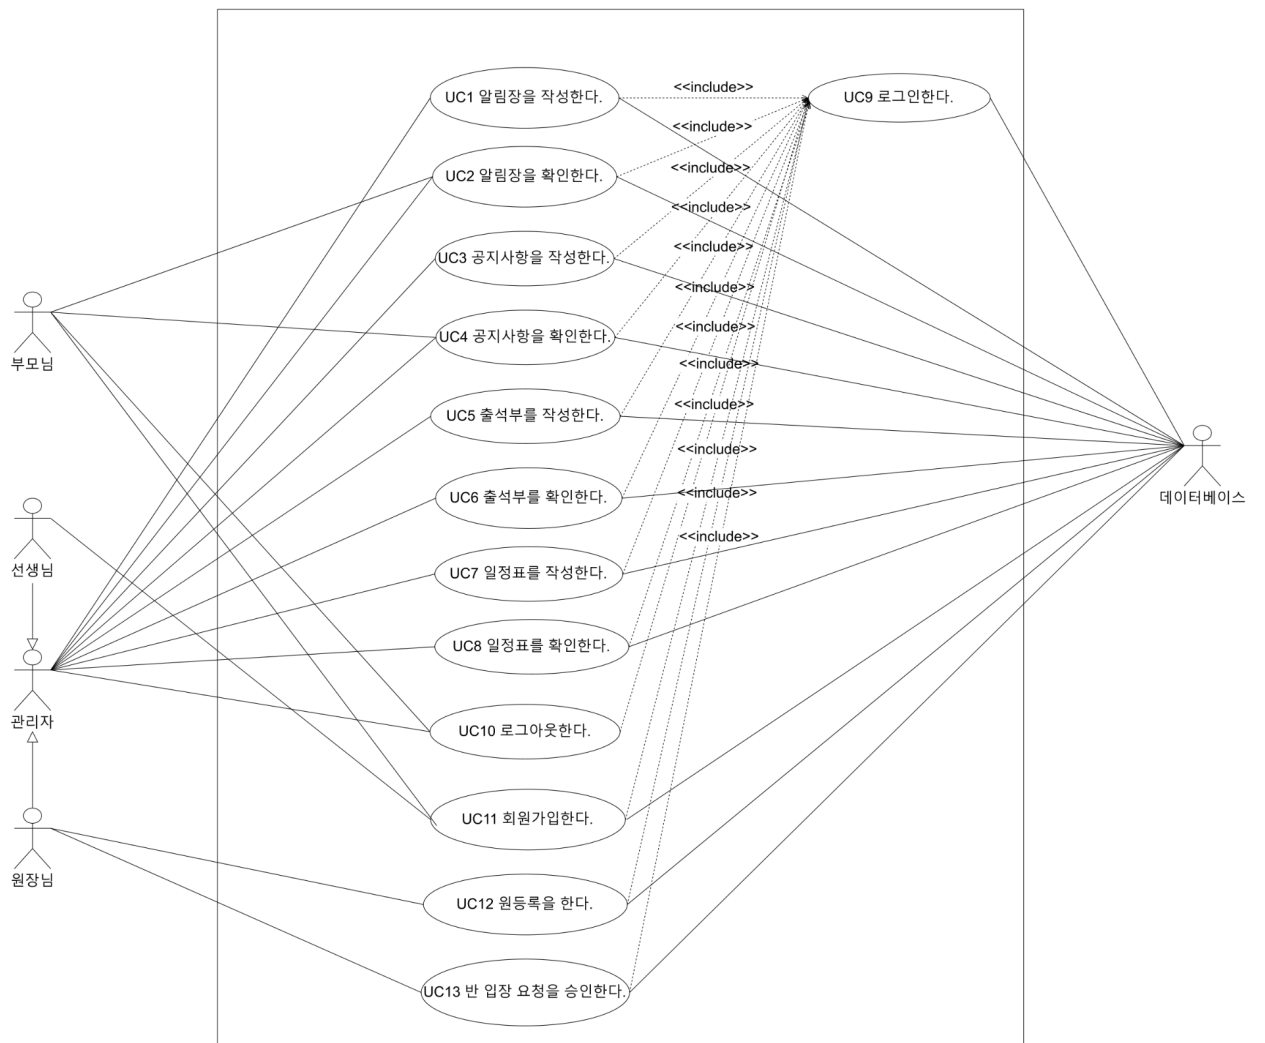 <<include>>
UC1 알림장을 작성한다.
UC9 로그인한다.
<<include>>
<<include>>
UC2 알림장을 확인한다.
<<include>>
<<include>>
UC3 공지사항을 작성한다.
<<include>>
<<include>>
UC4 공지사항을 확인한다.
부모님
<<include>>
<<include>>
UC5 출석부를 작성한다.
<<include>>
<<include>>
UC6 출석부를 확인한다.
데이터베이스
<<include>>
선생님
UC7 일정표를 작성한다.
UC8 일정표를 확인한다.
관리자
UC10 로그아웃한다.
UC11 회원가입한다.
원장님
UC12 원등록을 한다.
UC13 반 입장 요청을 승인한다.